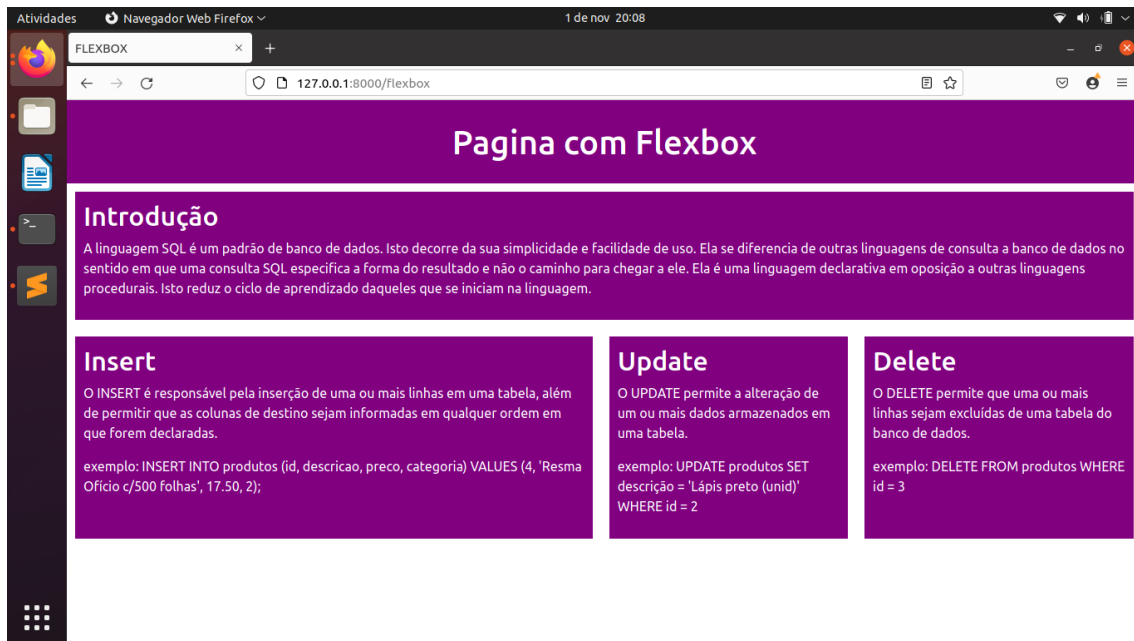 Atividades
Navegador Web Firefox
1 de nov 20:08
FLEXBOX
127.0.0.1:8000/flexbox
Pagina com Flexbox
Introdução
A linguagem SQL é um padrão de banco de dados. Isto decorre da sua simplicidade e facilidade de uso. Ela se diferencia de outras linguagens de consulta a banco de dados no
sentido em que uma consulta SQL especifica a forma do resultado e não o caminho para chegar a ele. Ela é uma linguagem declarativa em oposição a outras linguagens
procedurais. Isto reduz o ciclo de aprendizado daqueles que se iniciam na linguagem.
Insert
O INSERT é responsável pela inserção de uma ou mais linhas em uma tabela, além
de permitir que as colunas de destino sejam informadas em qualquer ordem em
que forem declaradas.
exemplo: INSERT INTO produtos (id, descricao, preco, categoria) VALUES (4, 'Resma
Ofício c/500 folhas', 17.50, 2);
Update
O UPDATE permite a alteração de
um ou mais dados armazenados em
uma tabela.
exemplo: UPDATE produtos SET
descrição = 'Lápis preto (unid)'
WHERE id = 2
Delete
O DELETE permite que uma ou mais
linhas sejam excluídas de uma tabela do
banco de dados.
exemplo: DELETE FROM produtos WHERE
id = 3